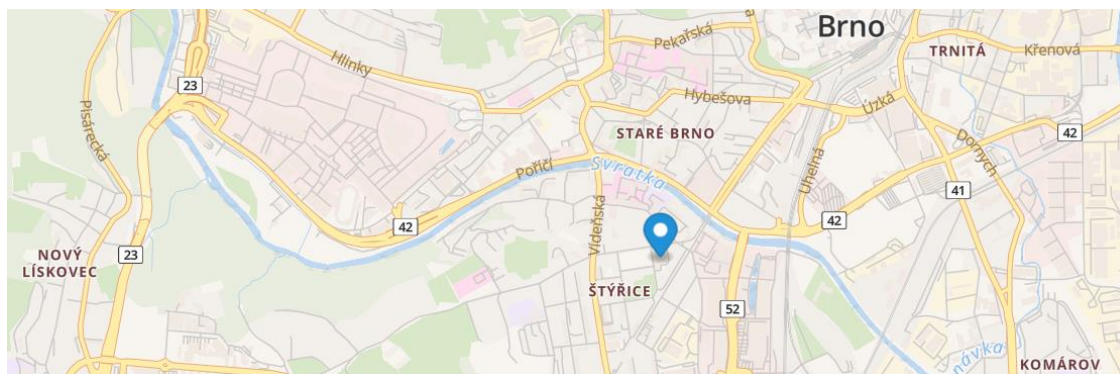 Brno
TRNITÁ
Křenová
Pekařská
Hlinky
23
Hybešova
Úzká
Pisárecká
STARÉ BRNO
42
Dornych
Poříčí
Svratka
Uhelná
41
Vídeňská
42
42
NOVÝ
LÍSKOVEC
23
ŠTÝŘICE
52
návka
KOMÁROV